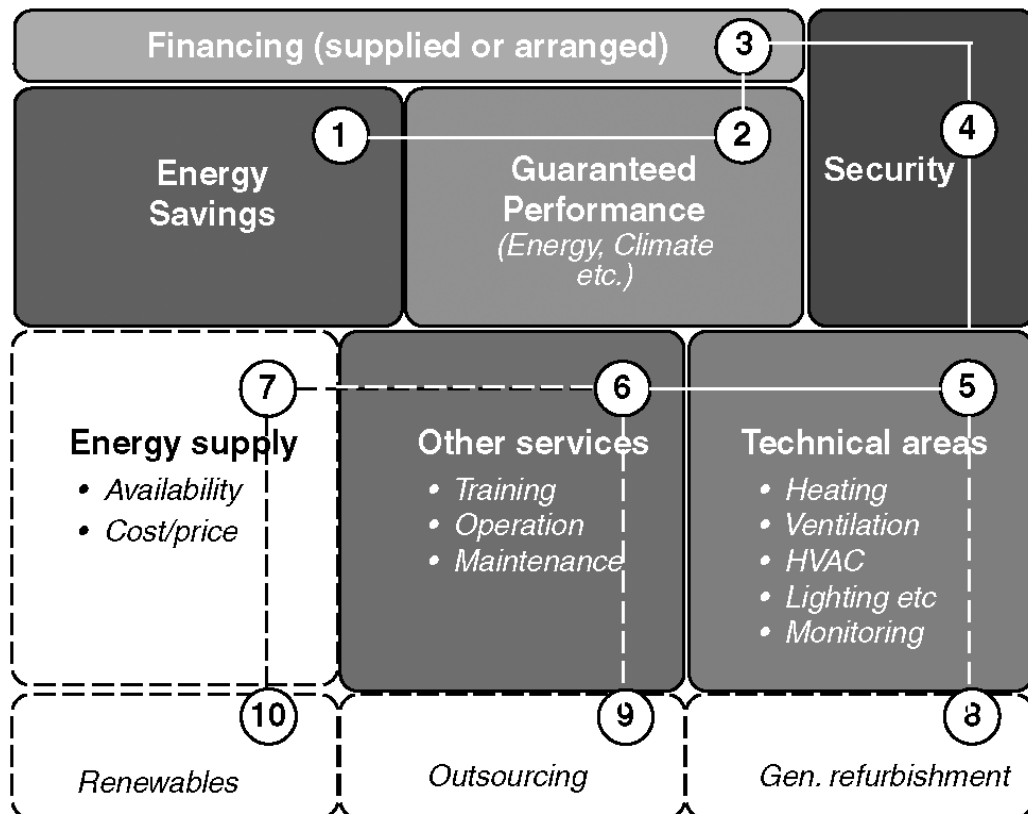 Financing (supplied or arranged)
3
1
2
4
Energy
Savings
Guaranteed
Performance
(Energy, Climate
etc.)
Security
7
6
5
Energy supply
• Availability
• Cost/price
Other services
• Training
• Operation
• Maintenance
Technical areas
• Heating
• Ventilation
• HVAC
• Lighting etc
• Monitoring
10
9
8
Renewables
Outsourcing
Gen. refurbishment